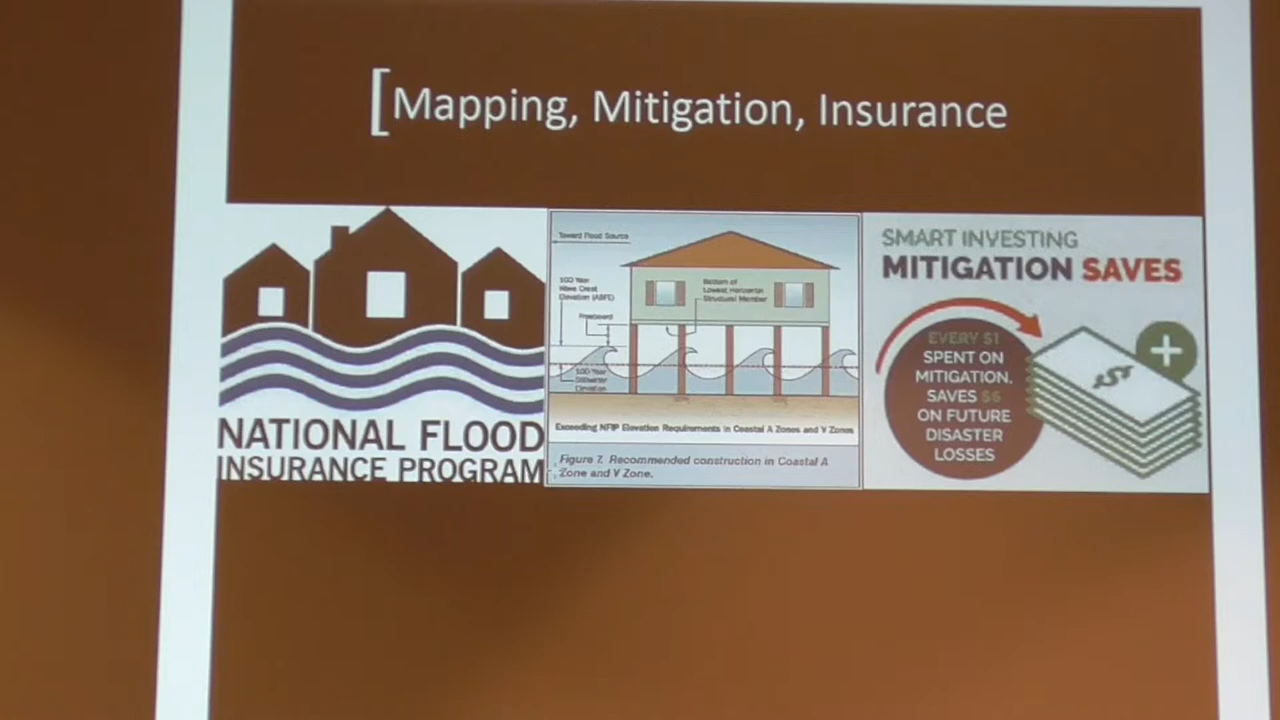 Mapping, Mitigation, Insurance
NATIONAL FLOOD
INSURANCE PROGRAM
Toward Flood Source
100 Year
Wave Crest
Elevation (ABFE)
Freeboard
Bottom of
Lowest Horizontal
Structural Member
100-Year
Stillwater
Elevation
Exceeding NFIP Elevation Requirements in Coastal A Zones and V Zones
Figure 7. Recommended construction in Coastal A
Zone and V Zone.
SMART INVESTING
MITIGATION SAVES
EVERY $1
SPENT ON
MITIGATION,
SAVES $6
ON FUTURE
DISASTER
LOSSES
$